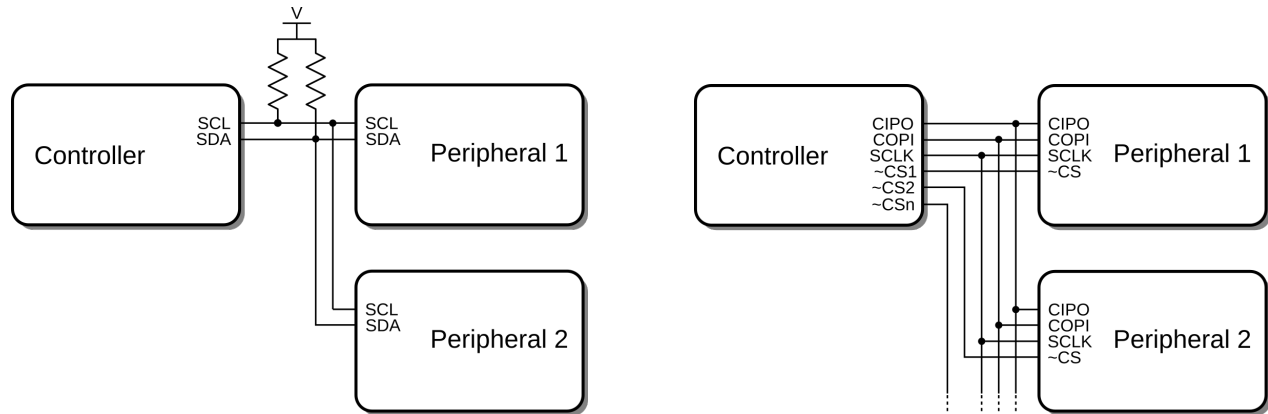 V
Controller
SCL
SDA
SCL
SDA
Peripheral 1
SCL
SDA
Peripheral 2
Controller
CIPO
COPI
SCLK
~CS1
~CS2
~CSn
CIPO
COPI
SCLK
~CS
Peripheral 1
CIPO
COPI
SCLK
~CS
Peripheral 2